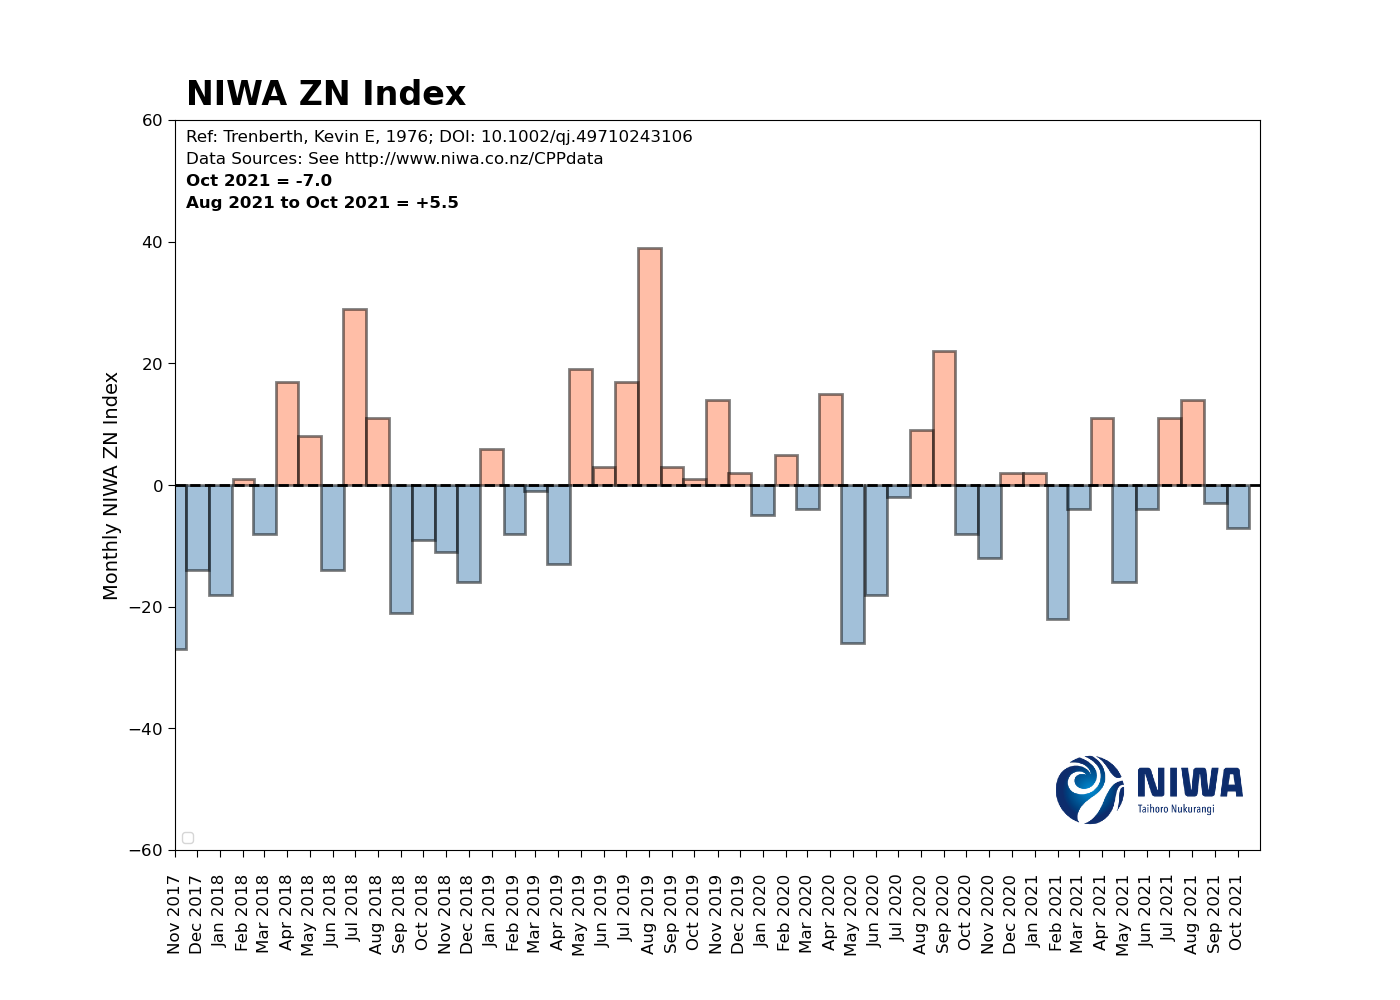 NIWA ZN Index
Ref: Trenberth, Kevin E, 1976; DOI: 10.1002/qj.49710243106
Data Sources: See http://www.niwa.co.nz/CPPdata
Oct 2021 = -7.0
Aug 2021 to Oct 2021 = +5.5
60
40
20
0
−20
−40
−60
Monthly NIWA ZN Index
NIWA
Taihoro Nukurangi
Nov 2017
Dec 2017
Jan 2018
Feb 2018
Mar 2018
Apr 2018
May 2018
Jun 2018
Jul 2018
Aug 2018
Sep 2018
Oct 2018
Nov 2018
Dec 2018
Jan 2019
Feb 2019
Mar 2019
Apr 2019
May 2019
Jun 2019
Jul 2019
Aug 2019
Sep 2019
Oct 2019
Nov 2019
Dec 2019
Jan 2020
Feb 2020
Mar 2020
Apr 2020
May 2020
Jun 2020
Jul 2020
Aug 2020
Sep 2020
Oct 2020
Nov 2020
Dec 2020
Jan 2021
Feb 2021
Mar 2021
Apr 2021
May 2021
Jun 2021
Jul 2021
Aug 2021
Sep 2021
Oct 2021